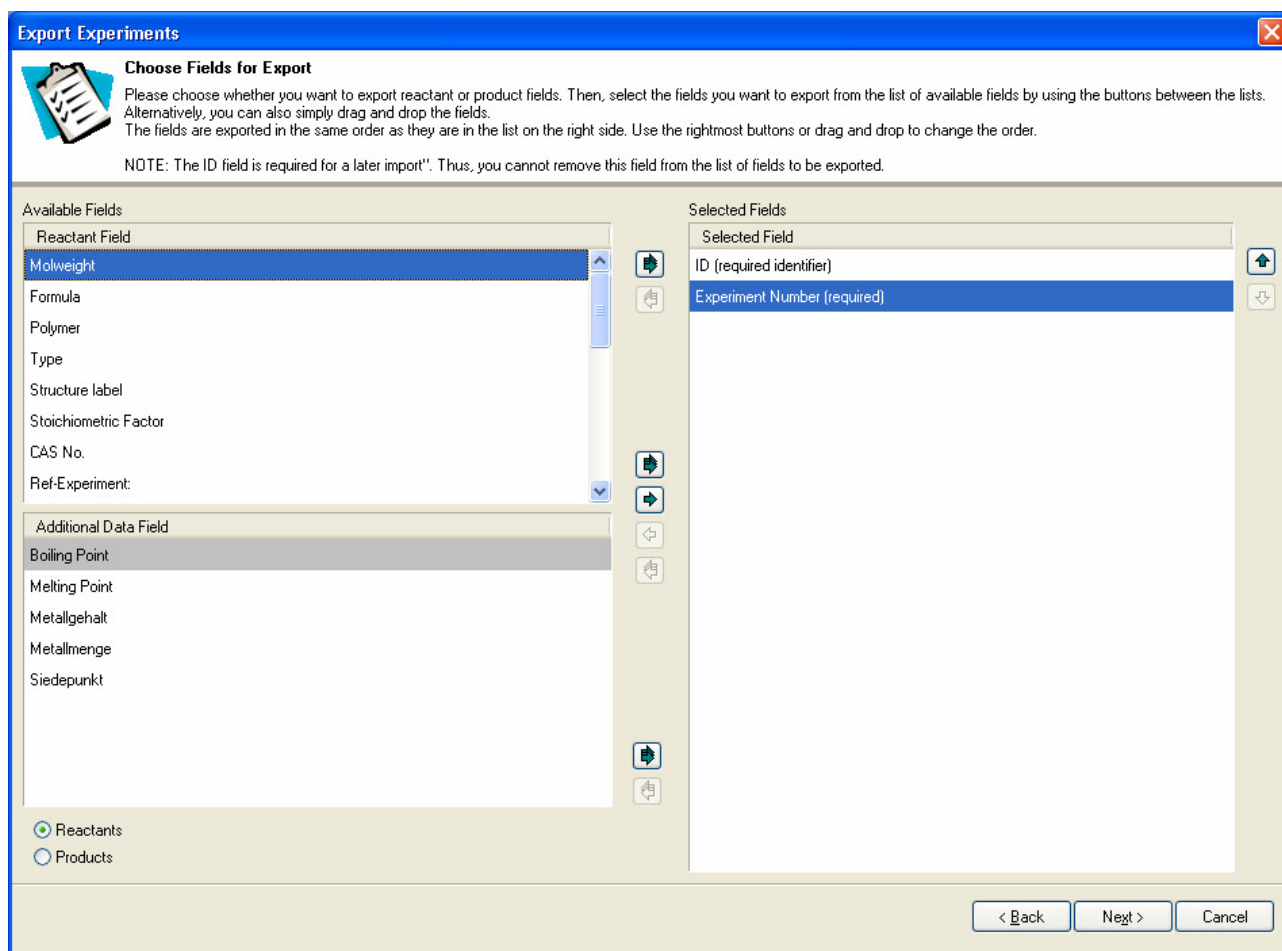 Export Experiments
Choose Fields for Export
Please choose whether you want to export reactant or product fields. Then, select the fields you want to export from the list of available fields by using the buttons between the lists.
Alternatively, you can also simply drag and drop the fields.
The fields are exported in the same order as they are in the list on the right side. Use the rightmost buttons or drag and drop to change the order.
NOTE: The ID field is required for a later import". Thus, you cannot remove this field from the list of fields to be exported.
Available Fields
Reactant Field
Molweight
Formula
Polymer
Type
Structure label
Stoichiometric Factor
CAS No.
Ref-Experiment:
Additional Data Field
Boiling Point
Melting Point
Metallgehalt
Metallmenge
Siedepunkt
Reactants
Products
Selected Fields
Selected Field
ID (required identifier)
Experiment Number (required)
< Back
Next >
Cancel